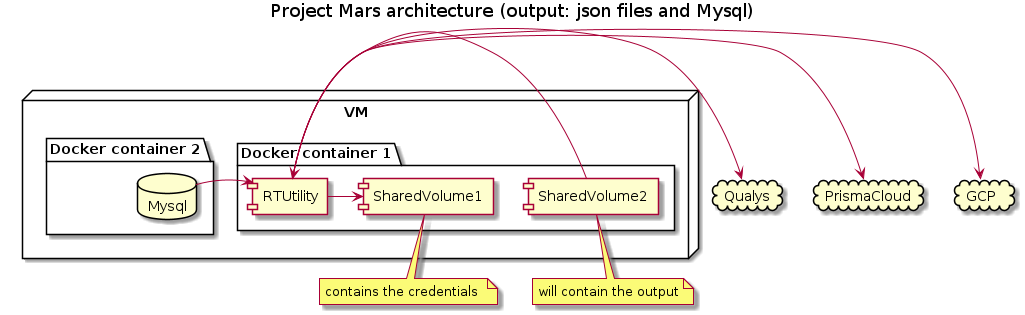 Project Mars architecture (output: json files and Mysql)
VM
Docker container 2
Docker container 1
Mysql
RTUtility
SharedVolume1
SharedVolume2
Qualys
PrismaCloud
GCP
contains the credentials
will contain the output